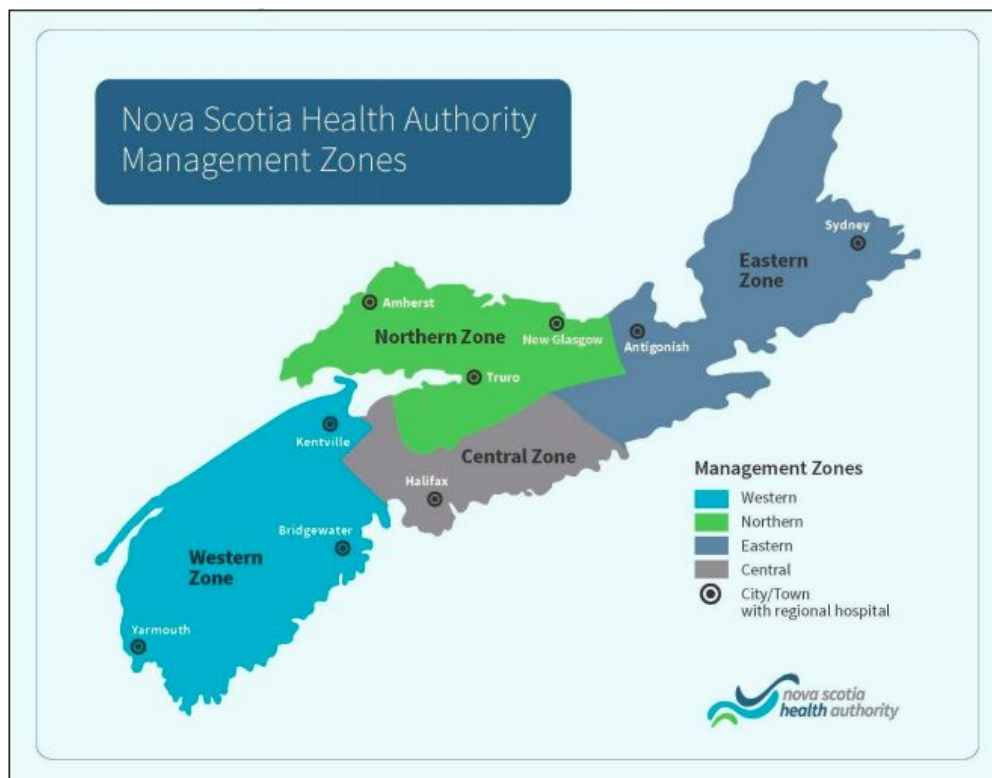 Nova Scotia Health Authority
Management Zones
Sydney
Eastern
Zone
Amherst
Northern Zone
New Glasgow
Antigonish
Truro
Kentville
Central Zone
Halifax
Bridgewater
Western
Zone
Yarmouth
Management Zones
Western
Northern
Eastern
Central
City/Town
with regional hospital
nova scotia
health authority